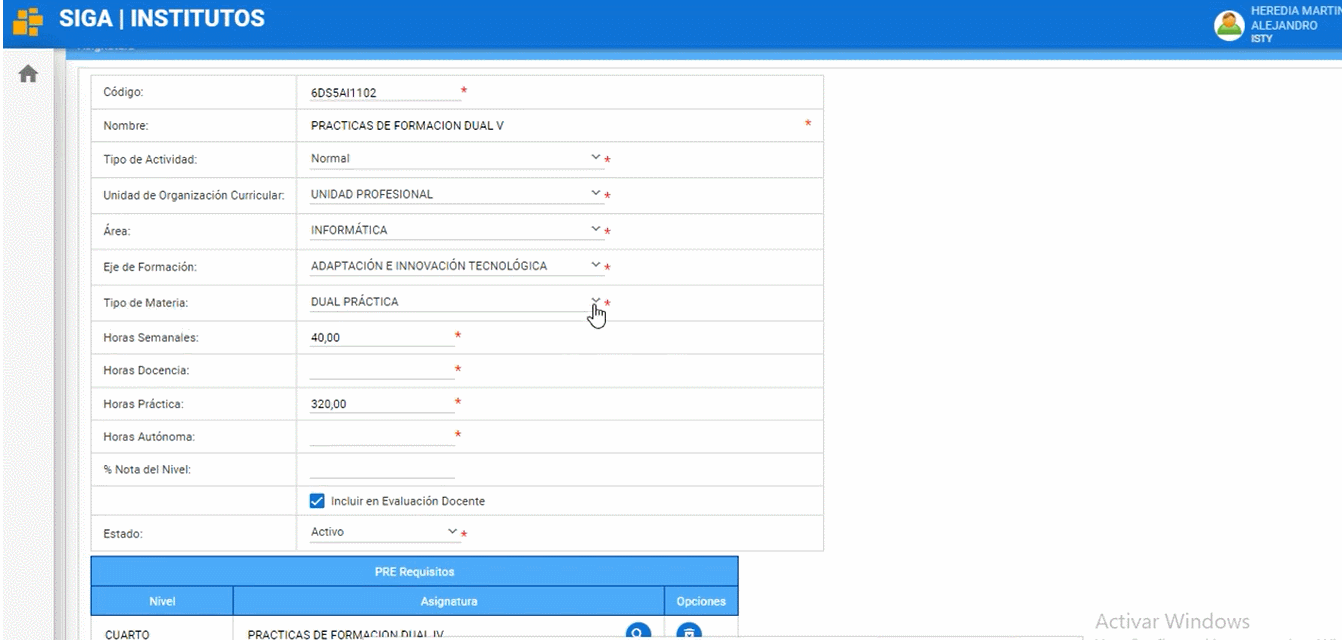 SIGA | INSTITUTOS
HEREDIA MARTIN
ALEJANDRO
ISTY
Asignatura
Código: 6DS5AI1102 *
Nombre: PRACTICAS DE FORMACION DUAL V *
Tipo de Actividad: Normal *
Unidad de Organización Curricular: UNIDAD PROFESIONAL *
Área: INFORMÁTICA *
Eje de Formación: ADAPTACIÓN E INNOVACIÓN TECNOLÓGICA *
Tipo de Materia: DUAL PRÁCTICA *
Horas Semanales: 40,00 *
Horas Docencia: *
Horas Práctica: 320,00 *
Horas Autónoma: *
% Nota del Nivel:
Incluir en Evaluación Docente
Estado: Activo *
PRE Requisitos
Nivel Asignatura Opciones
CUARTO PRACTICAS DE FORMACION DUAL IV
Activar Windows